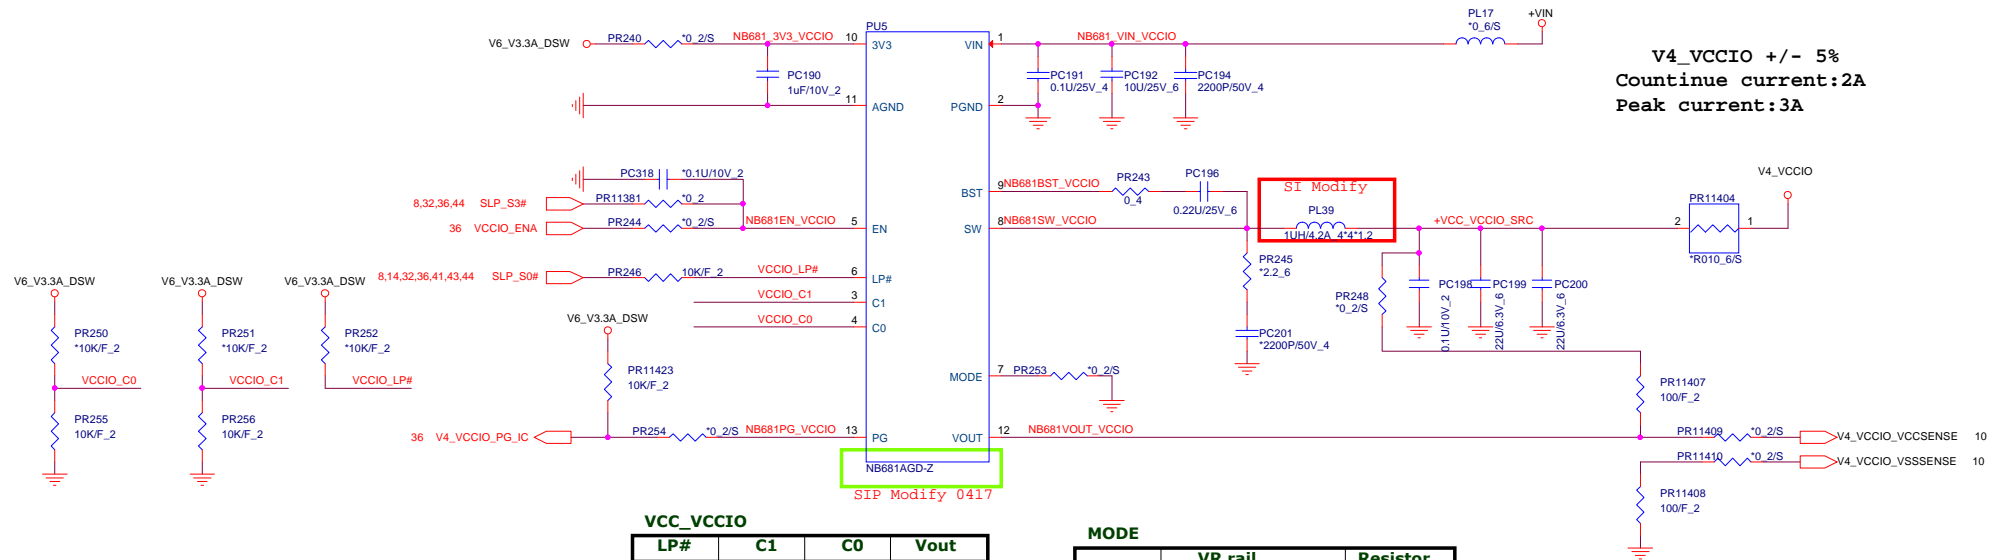 PU5
PL17
+VIN
V6_V3.3A_DSW
PR240
*0_2/S
NB681_3V3_VCCIO
10
3V3
VIN
1
NB681_VIN_VCCIO
*0_6/S
V4_VCCIO +/- 5%
Countinue current:2A
Peak current:3A
PC190
1uF/10V_2
PC191
0.1U/25V_4
PC192
10U/25V_6
PC194
2200P/50V_4
11
AGND
PGND
2
PC318
*0.1U/10V_2
8,32,36,44
SLP_S3#
PR11381
*0_2
36
VCCIO_ENA
PR244
*0_2/S
NB681EN_VCCIO
5
EN
BST
9
NB681BST_VCCIO
PR243
0_4
PC196
0.22U/25V_6
SW
8
NB681SW_VCCIO
SI Modify
PL39
1UH/4.2A_4*4*1.2
+VCC_VCCIO_SRC
2
PR11404
1
*R010_6/S
V4_VCCIO
8,14,32,36,41,43,44
SLP_S0#
PR246
10K/F_2
VCCIO_LP#
6
LP#
VCCIO_C1
3
C1
VCCIO_C0
4
C0
PR245
*2.2_6
PC201
*2200P/50V_4
PR248
*0_2/S
PC198
0.1U/10V_2
PC199
22U/6.3V_6
PC200
22U/6.3V_6
V6_V3.3A_DSW
PR250
*10K/F_2
VCCIO_C0
PR255
10K/F_2
V6_V3.3A_DSW
PR251
*10K/F_2
VCCIO_C1
PR256
10K/F_2
V6_V3.3A_DSW
PR252
*10K/F_2
VCCIO_LP#
V6_V3.3A_DSW
PR11423
10K/F_2
36
V4_VCCIO_PG_IC
PR254
*0_2/S
NB681PG_VCCIO
13
PG
MODE
7
PR253
*0_2/S
VOUT
12
NB681VOUT_VCCIO
PR11407
100/F_2
PR11409
*0_2/S
V4_VCCIO_VCCSENSE
10
PR11410
*0_2/S
V4_VCCIO_VSSSENSE
10
PR11408
100/F_2
NB681AGD-Z
SIP Modify 0417
VCC_VCCIO
LP#
C1
C0
Vout
MODE
VR rail
Resistor